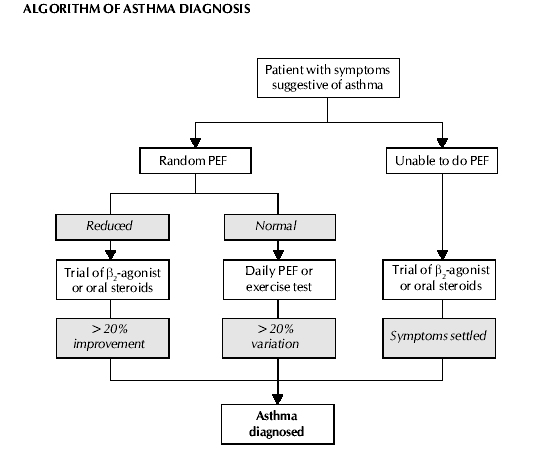 ALGORITHM OF ASTHMA DIAGNOSIS
Patient with symptoms
suggestive of asthma
Random PEF
Unable to do PEF
Reduced
Normal
Trial of β₂-agonist
or oral steroids
Daily PEF or
exercise test
Trial of β₂-agonist
or oral steroids
>20%
improvement
>20%
variation
Symptoms settled
Asthma
diagnosed